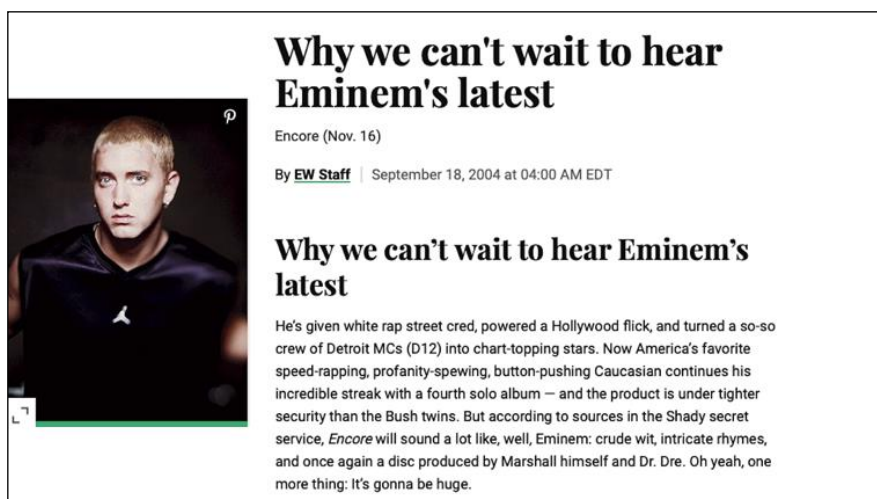 Why we can't wait to hear
Eminem's latest
Encore (Nov. 16)
By EW Staff | September 18, 2004 at 04:00 AM EDT
Why we can’t wait to hear Eminem’s
latest
He’s given white rap street cred, powered a Hollywood flick, and turned a so-so
crew of Detroit MCs (D12) into chart-topping stars. Now America’s favorite
speed-rapping, profanity-spewing, button-pushing Caucasian continues his
incredible streak with a fourth solo album — and the product is under tighter
security than the Bush twins. But according to sources in the Shady secret
service, Encore will sound a lot like, well, Eminem: crude wit, intricate rhymes,
and once again a disc produced by Marshall himself and Dr. Dre. Oh yeah, one
more thing: It’s gonna be huge.